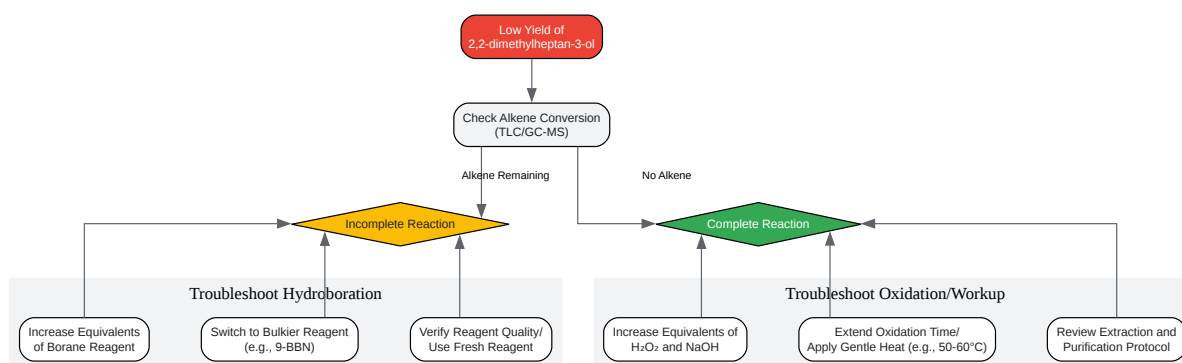 Low Yield of
2,2-dimethylheptan-3-ol
Check Alkene Conversion
(TLC/GC-MS)
Alkene Remaining
No Alkene
Incomplete Reaction
Complete Reaction
Troubleshoot Hydroboration
Increase Equivalents
of Borane Reagent
Switch to Bulkier Reagent
(e.g., 9-BBN)
Verify Reagent Quality/
Use Fresh Reagent
Troubleshoot Oxidation/Workup
Increase Equivalents of
H₂O₂ and NaOH
Extend Oxidation Time/
Apply Gentle Heat (e.g., 50-60°C)
Review Extraction and
Purification Protocol